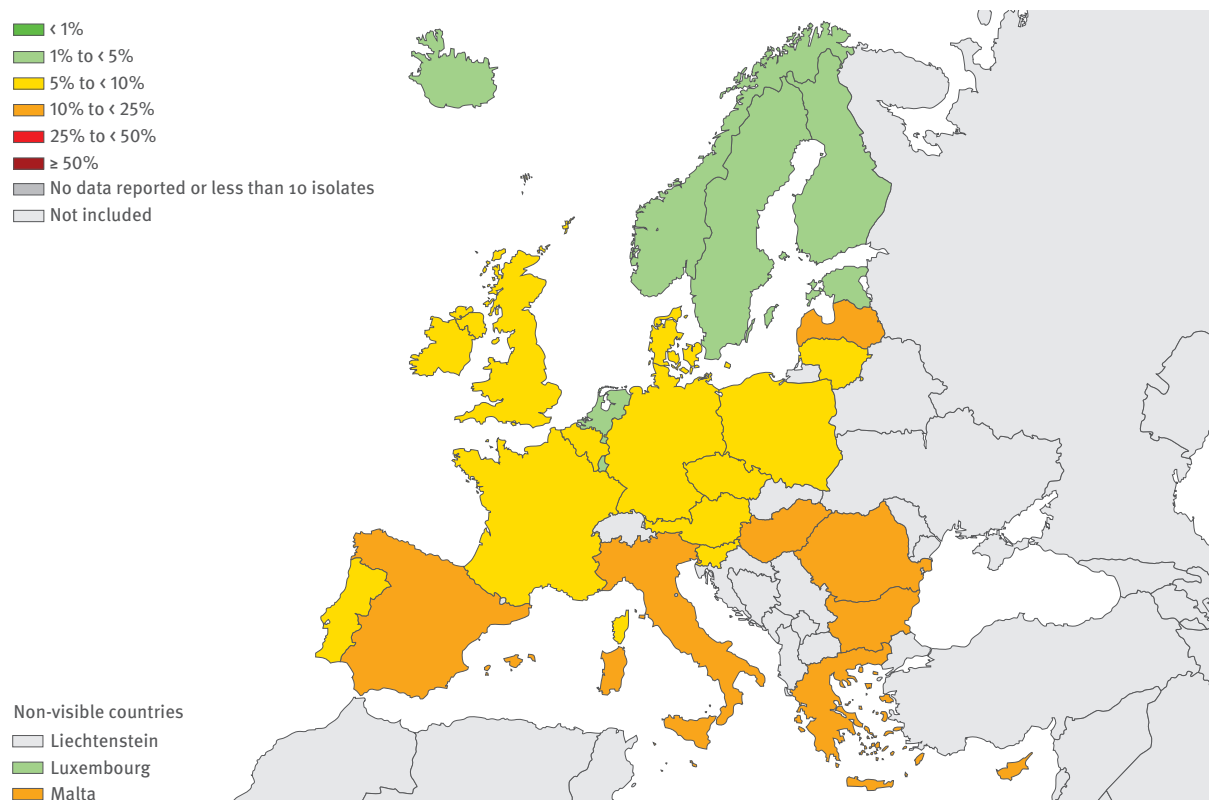 < 1%
1% to < 5%
5% to < 10%
10% to < 25%
25% to < 50%
≥ 50%
No data reported or less than 10 isolates
Not included
Non-visible countries
Liechtenstein
Luxembourg
Malta